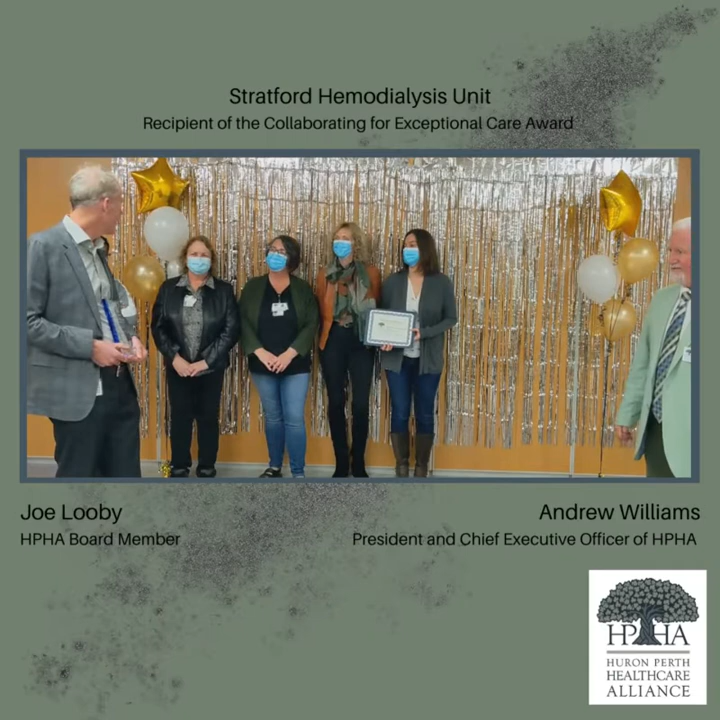 Stratford Hemodialysis Unit
Recipient of the Collaborating for Exceptional Care Award
Joe Looby
HPHA Board Member
Andrew Williams
President and Chief Executive Officer of HPHA
HPHA
HURON PERTH
HEALTHCARE
ALLIANCE